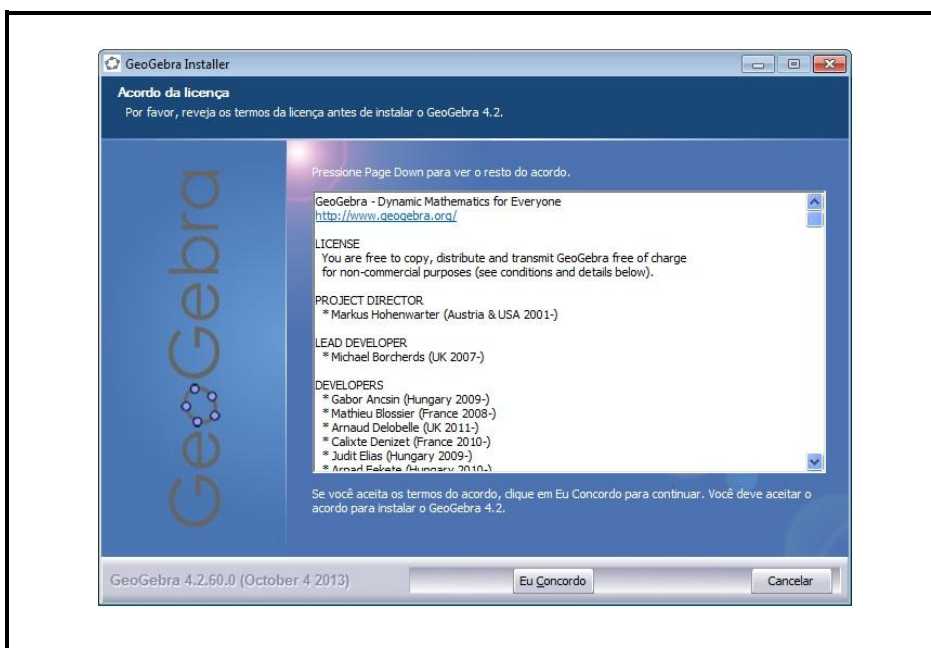 GeoGebra Installer
Acordo da licença
Por favor, reveja os termos da licença antes de instalar o GeoGebra 4.2.
GeoGebra
Pressione Page Down para ver o resto do acordo.
GeoGebra - Dynamic Mathematics for Everyone
http://www.geogebra.org/
LICENSE
You are free to copy, distribute and transmit GeoGebra free of charge
for non-commercial purposes (see conditions and details below).
PROJECT DIRECTOR
* Markus Hohenwarter (Austria & USA 2001-)
LEAD DEVELOPER
* Michael Borcherds (UK 2007-)
DEVELOPERS
* Gabor Ancsin (Hungary 2009-)
* Mathieu Blossier (France 2008-)
* Arnaud Delobelle (UK 2011-)
* Calixte Denizet (France 2010-)
* Judit Elias (Hungary 2009-)
* Arpad Fekete (Hungary 2010-)
Se você aceita os termos do acordo, clique em Eu Concordo para continuar. Você deve aceitar o
acordo para instalar o GeoGebra 4.2.
GeoGebra 4.2.60.0 (October 4 2013)
Eu Concordo
Cancelar